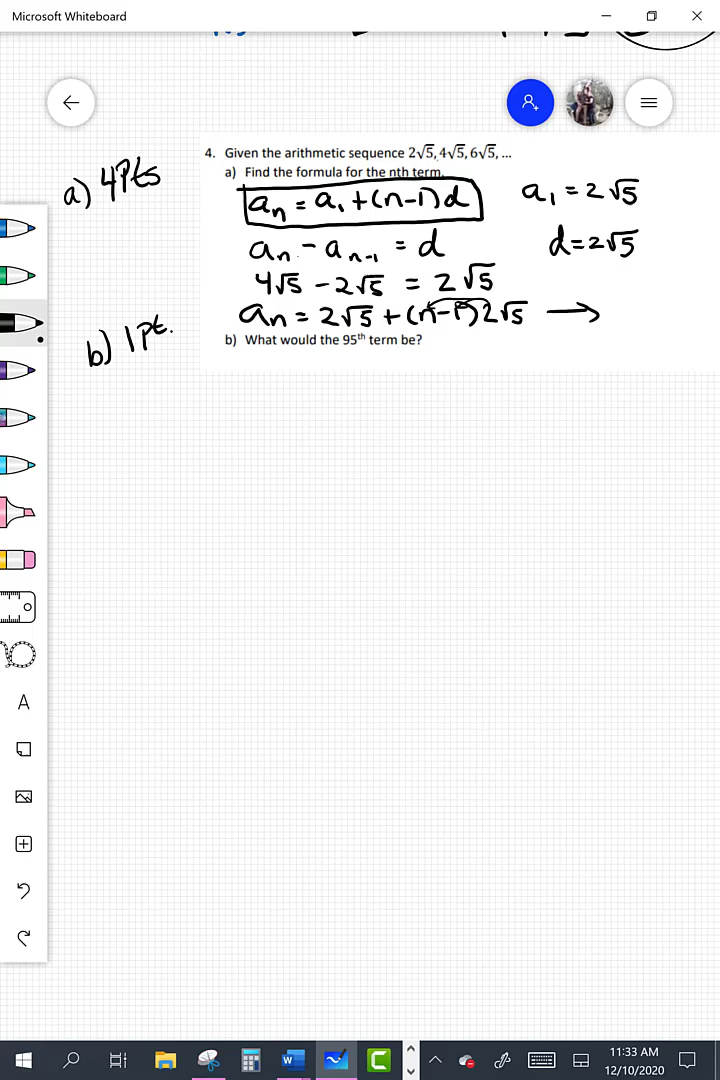 Microsoft Whiteboard
4. Given the arithmetic sequence 2√5, 4√5, 6√5, ...
a) Find the formula for the nth term.
a) 4pts
aₙ = a₁ + (n-1)d
a₁ = 2√5
aₙ - aₙ₋₁ = d
d = 2√5
4√5 - 2√5 = 2√5
aₙ = 2√5 + (n-1)2√5 →
b) 1pt.
b) What would the 95th term be?
A
11:33 AM
12/10/2020